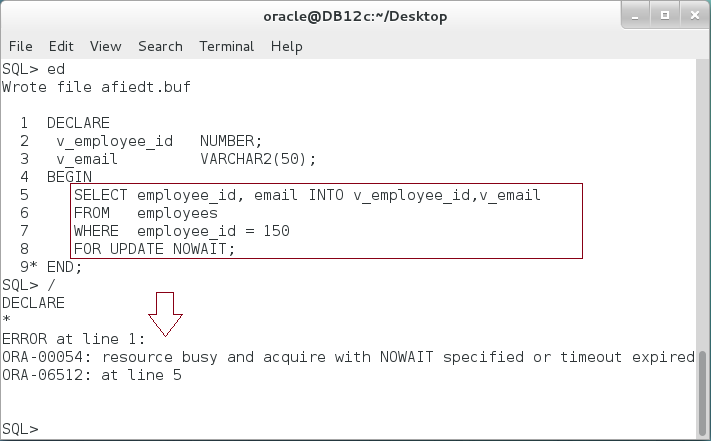 oracle@DB12c:~/Desktop
File Edit View Search Terminal Help
SQL> ed
Wrote file afiedt.buf
1 DECLARE
2 v_employee_id NUMBER;
3 v_email VARCHAR2(50);
4 BEGIN
5 SELECT employee_id, email INTO v_employee_id,v_email
6 FROM employees
7 WHERE employee_id = 150
8 FOR UPDATE NOWAIT;
9* END;
SQL> /
DECLARE
*
ERROR at line 1:
ORA-00054: resource busy and acquire with NOWAIT specified or timeout expired
ORA-06512: at line 5
SQL>